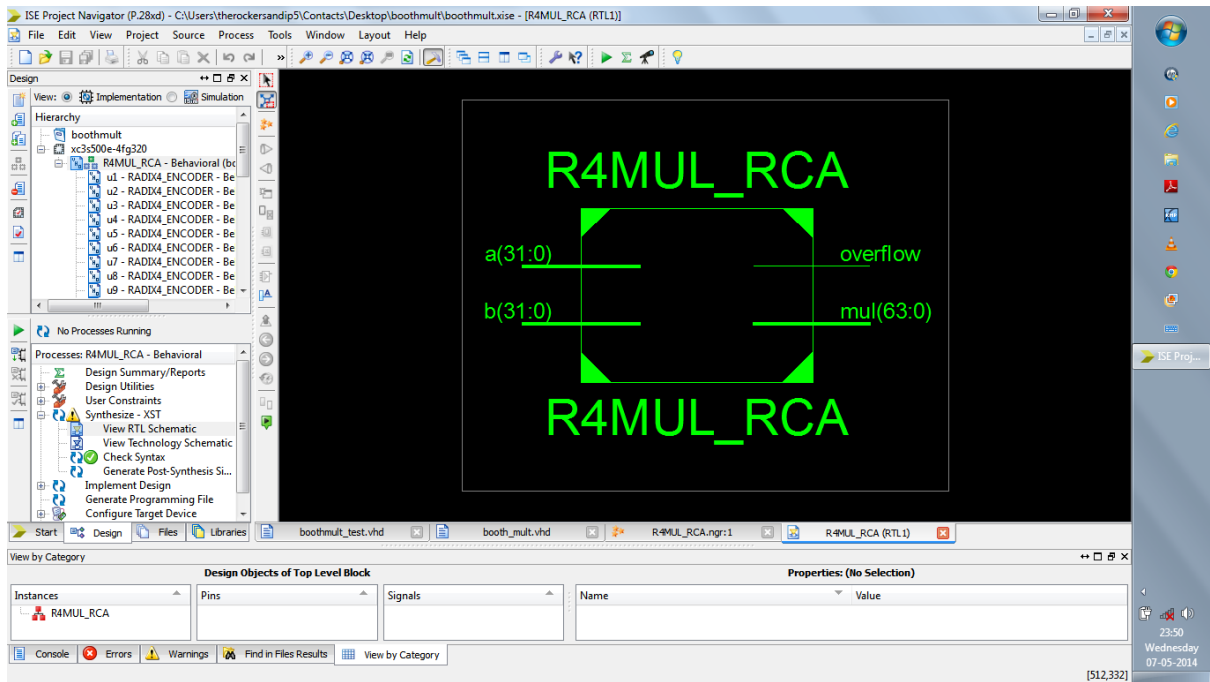 ISE Project Navigator (P.28xd) - C:\Users\therockersandip5\Contacts\Desktop\boothmult\boothmult.xise - [R4MUL_RCA (RTL1)]
File Edit View Project Source Process Tools Window Layout Help
Design
View: Implementation Simulation
Hierarchy
boothmult
xc3s500e-4fg320
R4MUL_RCA - Behavioral (bo
u1 - RADIX4_ENCODER - Be
u2 - RADIX4_ENCODER - Be
u3 - RADIX4_ENCODER - Be
u4 - RADIX4_ENCODER - Be
u5 - RADIX4_ENCODER - Be
u6 - RADIX4_ENCODER - Be
u7 - RADIX4_ENCODER - Be
u8 - RADIX4_ENCODER - Be
u9 - RADIX4_ENCODER - Be
No Processes Running
Processes: R4MUL_RCA - Behavioral
Design Summary/Reports
Design Utilities
User Constraints
Synthesize - XST
View RTL Schematic
View Technology Schematic
Check Syntax
Generate Post-Synthesis Si...
Implement Design
Generate Programming File
Configure Target Device
Start Design Files Libraries
R4MUL_RCA
a(31:0) overflow
b(31:0) mul(63:0)
R4MUL_RCA
boothmult_test.vhd booth_mult.vhd R4MUL_RCA.ngr:1 R4MUL_RCA (RTL1)
View by Category
Design Objects of Top Level Block Properties: (No Selection)
Instances Pins Signals Name Value
R4MUL_RCA
Console Errors Warnings Find in Files Results View by Category
[512,332]
ISE Proj...
23:50
Wednesday
07-05-2014